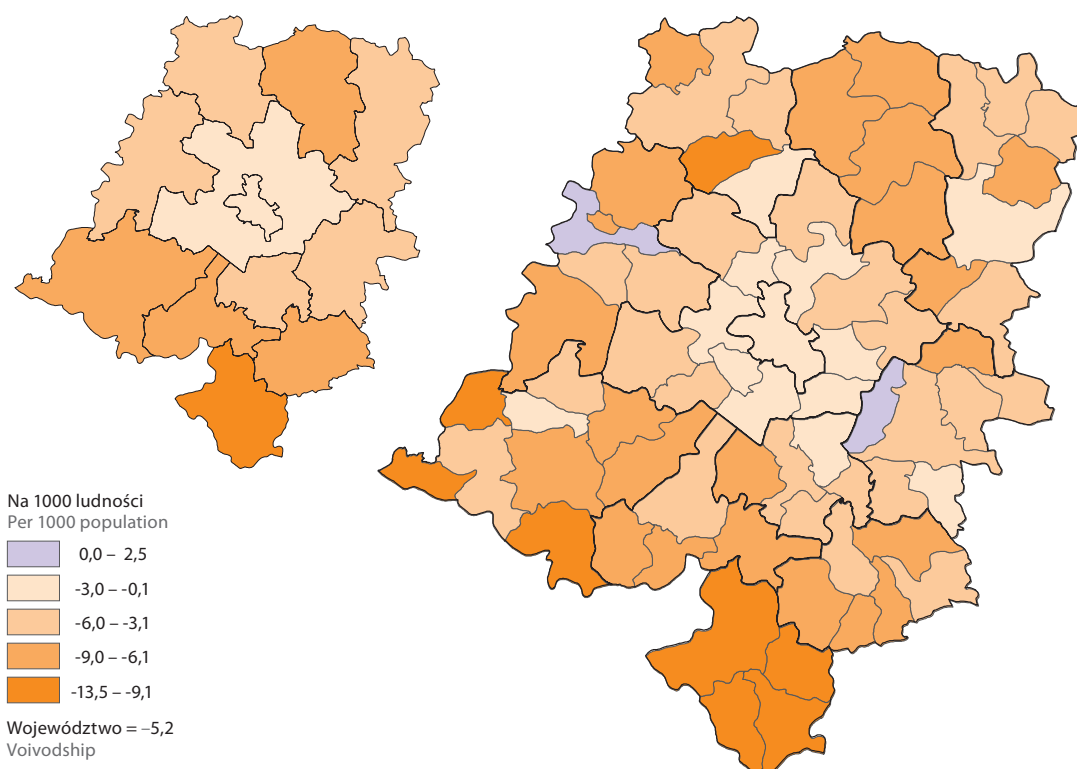 Na 1000 ludności
Per 1000 population
0,0 – 2,5
-3,0 – -0,1
-6,0 – -3,1
-9,0 – -6,1
-13,5 – -9,1
Województwo = –5,2
Voivodship